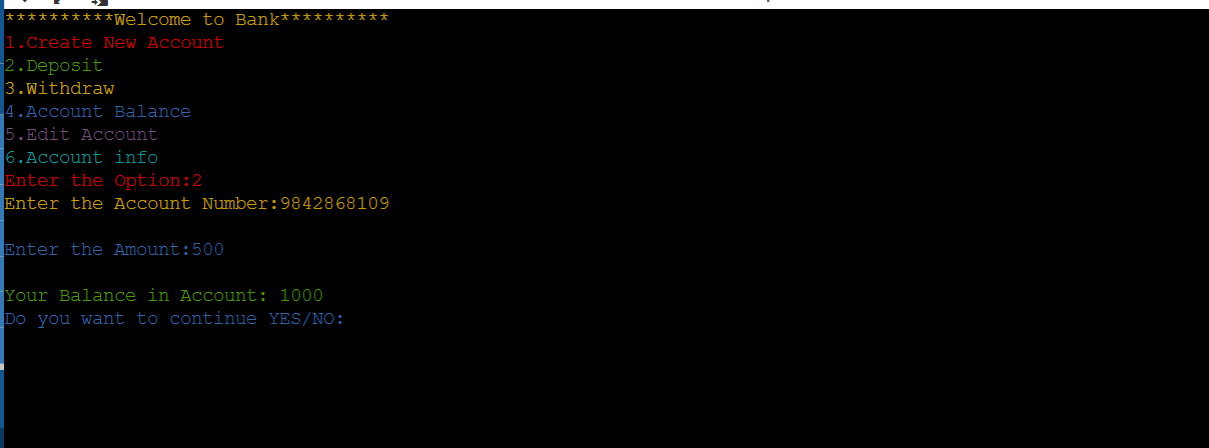 **********Welcome to Bank**********
1.Create New Account
2.Deposit
3.Withdraw
4.Account Balance
5.Edit Account
6.Account info
Enter the Option:2
Enter the Account Number:9842868109
Enter the Amount:500
Your Balance in Account: 1000
Do you want to continue YES/NO: